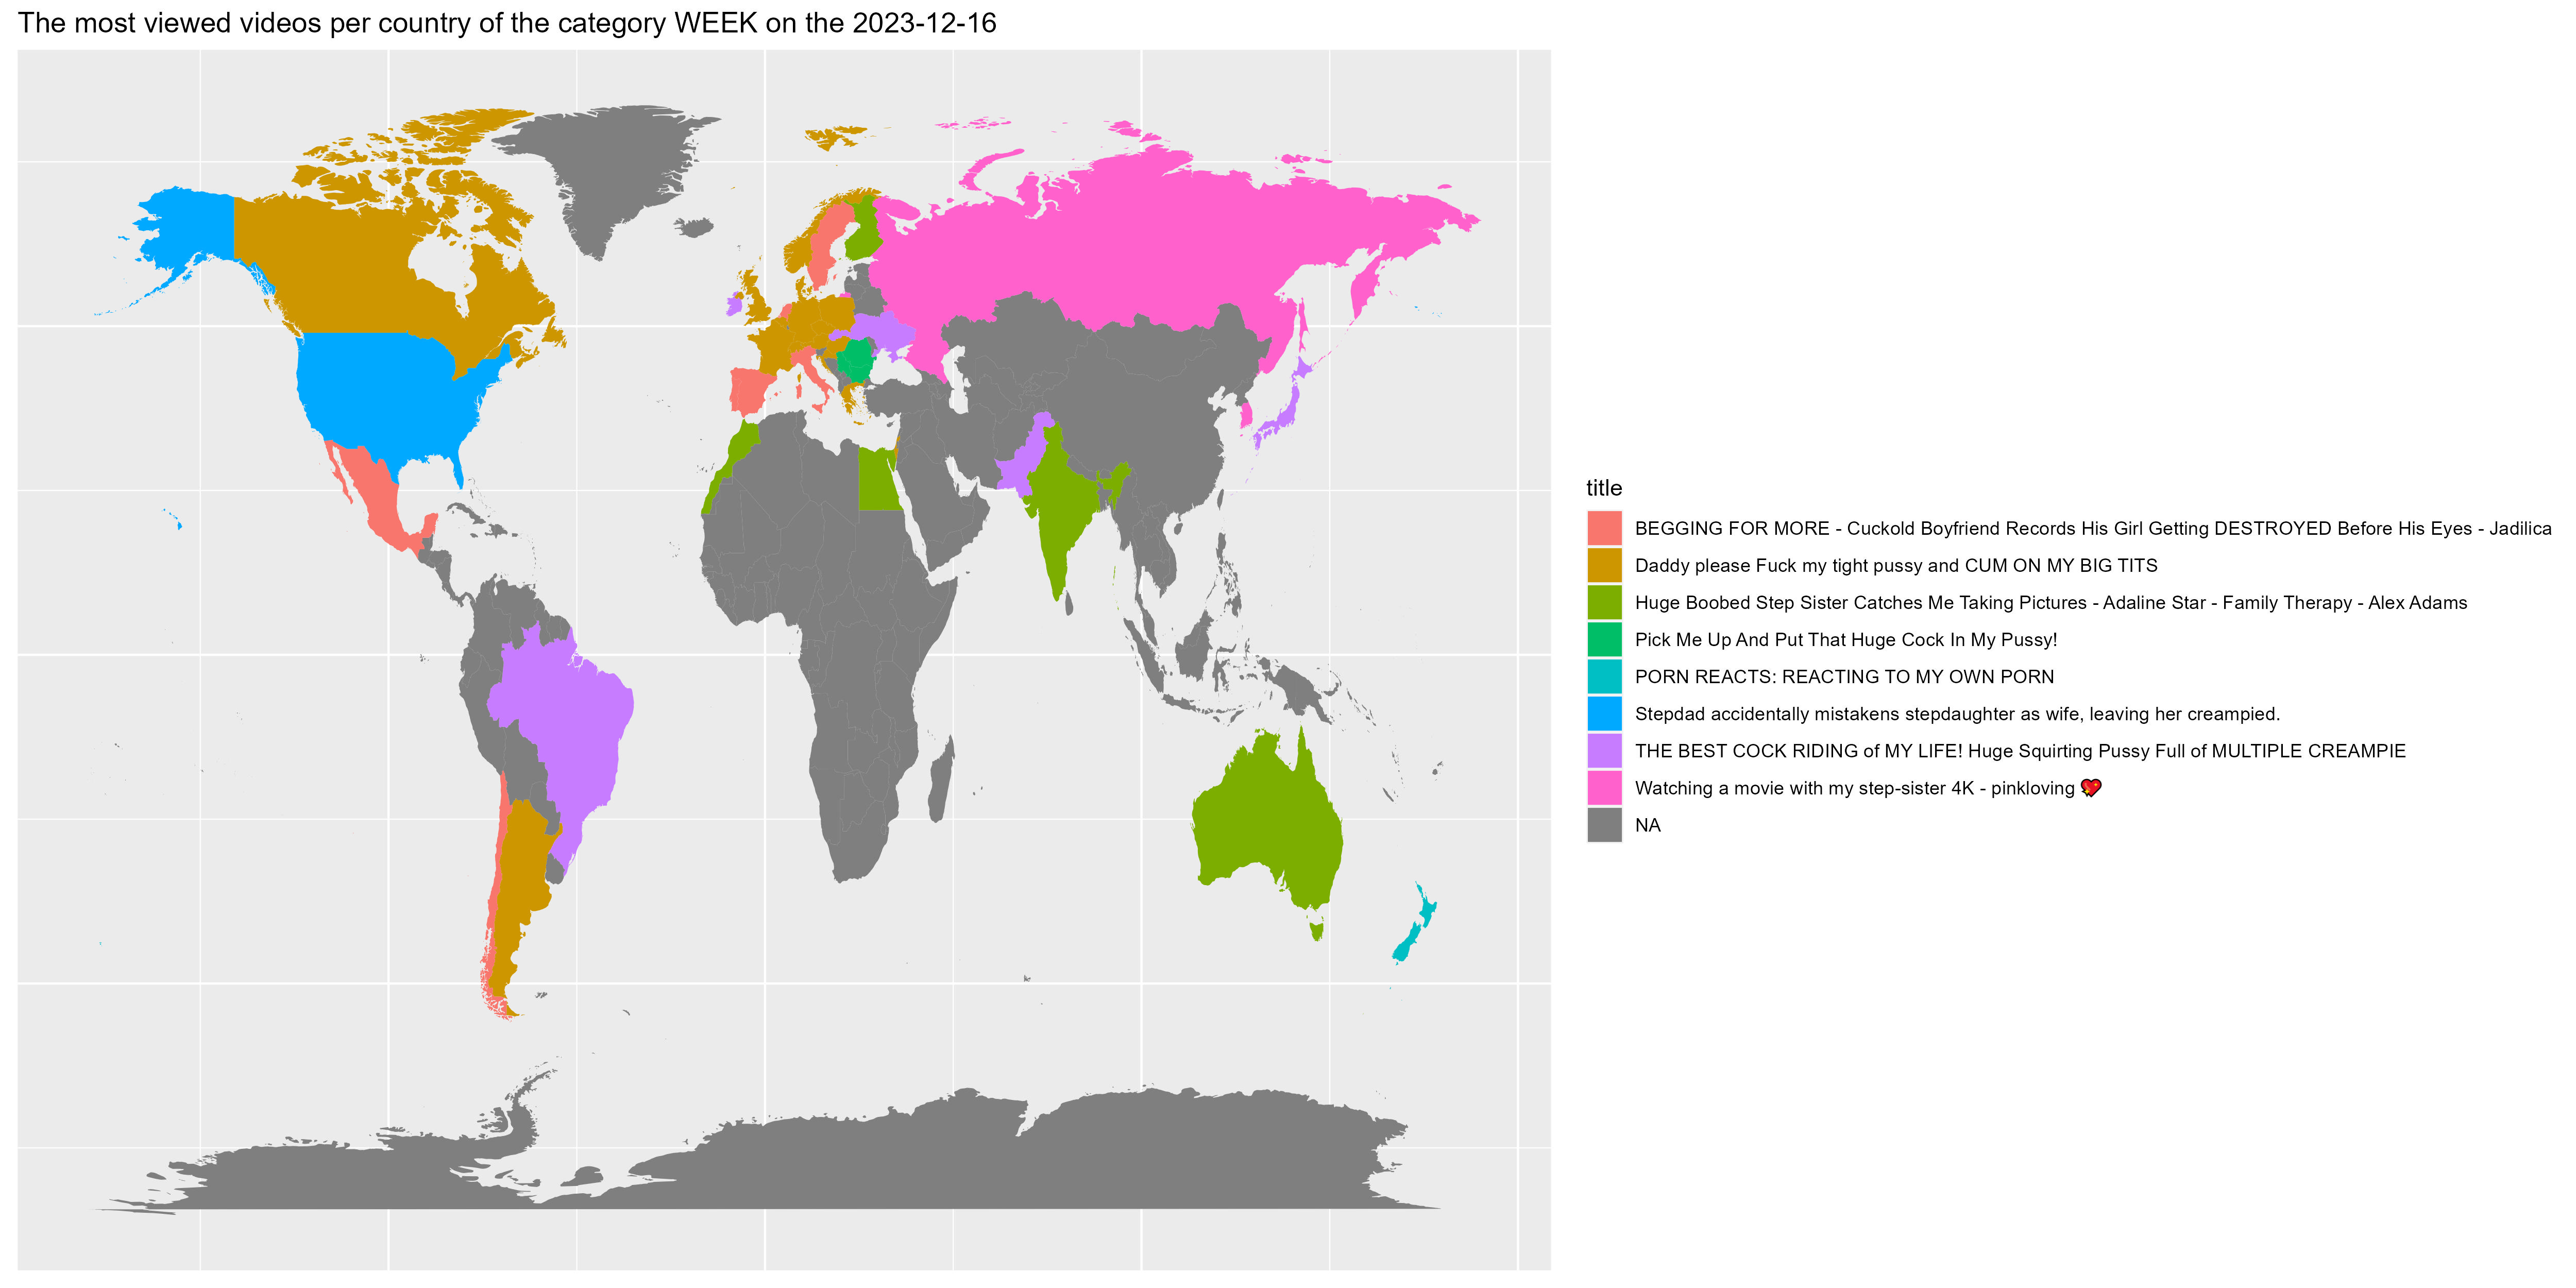 The most viewed videos per country of the category WEEK on the 2023-12-16
title
BEGGING FOR MORE - Cuckold Boyfriend Records His Girl Getting DESTROYED Before His Eyes - Jadilica
Daddy please Fuck my tight pussy and CUM ON MY BIG TITS
Huge Boobed Step Sister Catches Me Taking Pictures - Adaline Star - Family Therapy - Alex Adams
Pick Me Up And Put That Huge Cock In My Pussy!
PORN REACTS: REACTING TO MY OWN PORN
Stepdad accidentally mistakens stepdaughter as wife, leaving her creampied.
THE BEST COCK RIDING of MY LIFE! Huge Squirting Pussy Full of MULTIPLE CREAMPIE
Watching a movie with my step-sister 4K - pinkloving 💖
NA